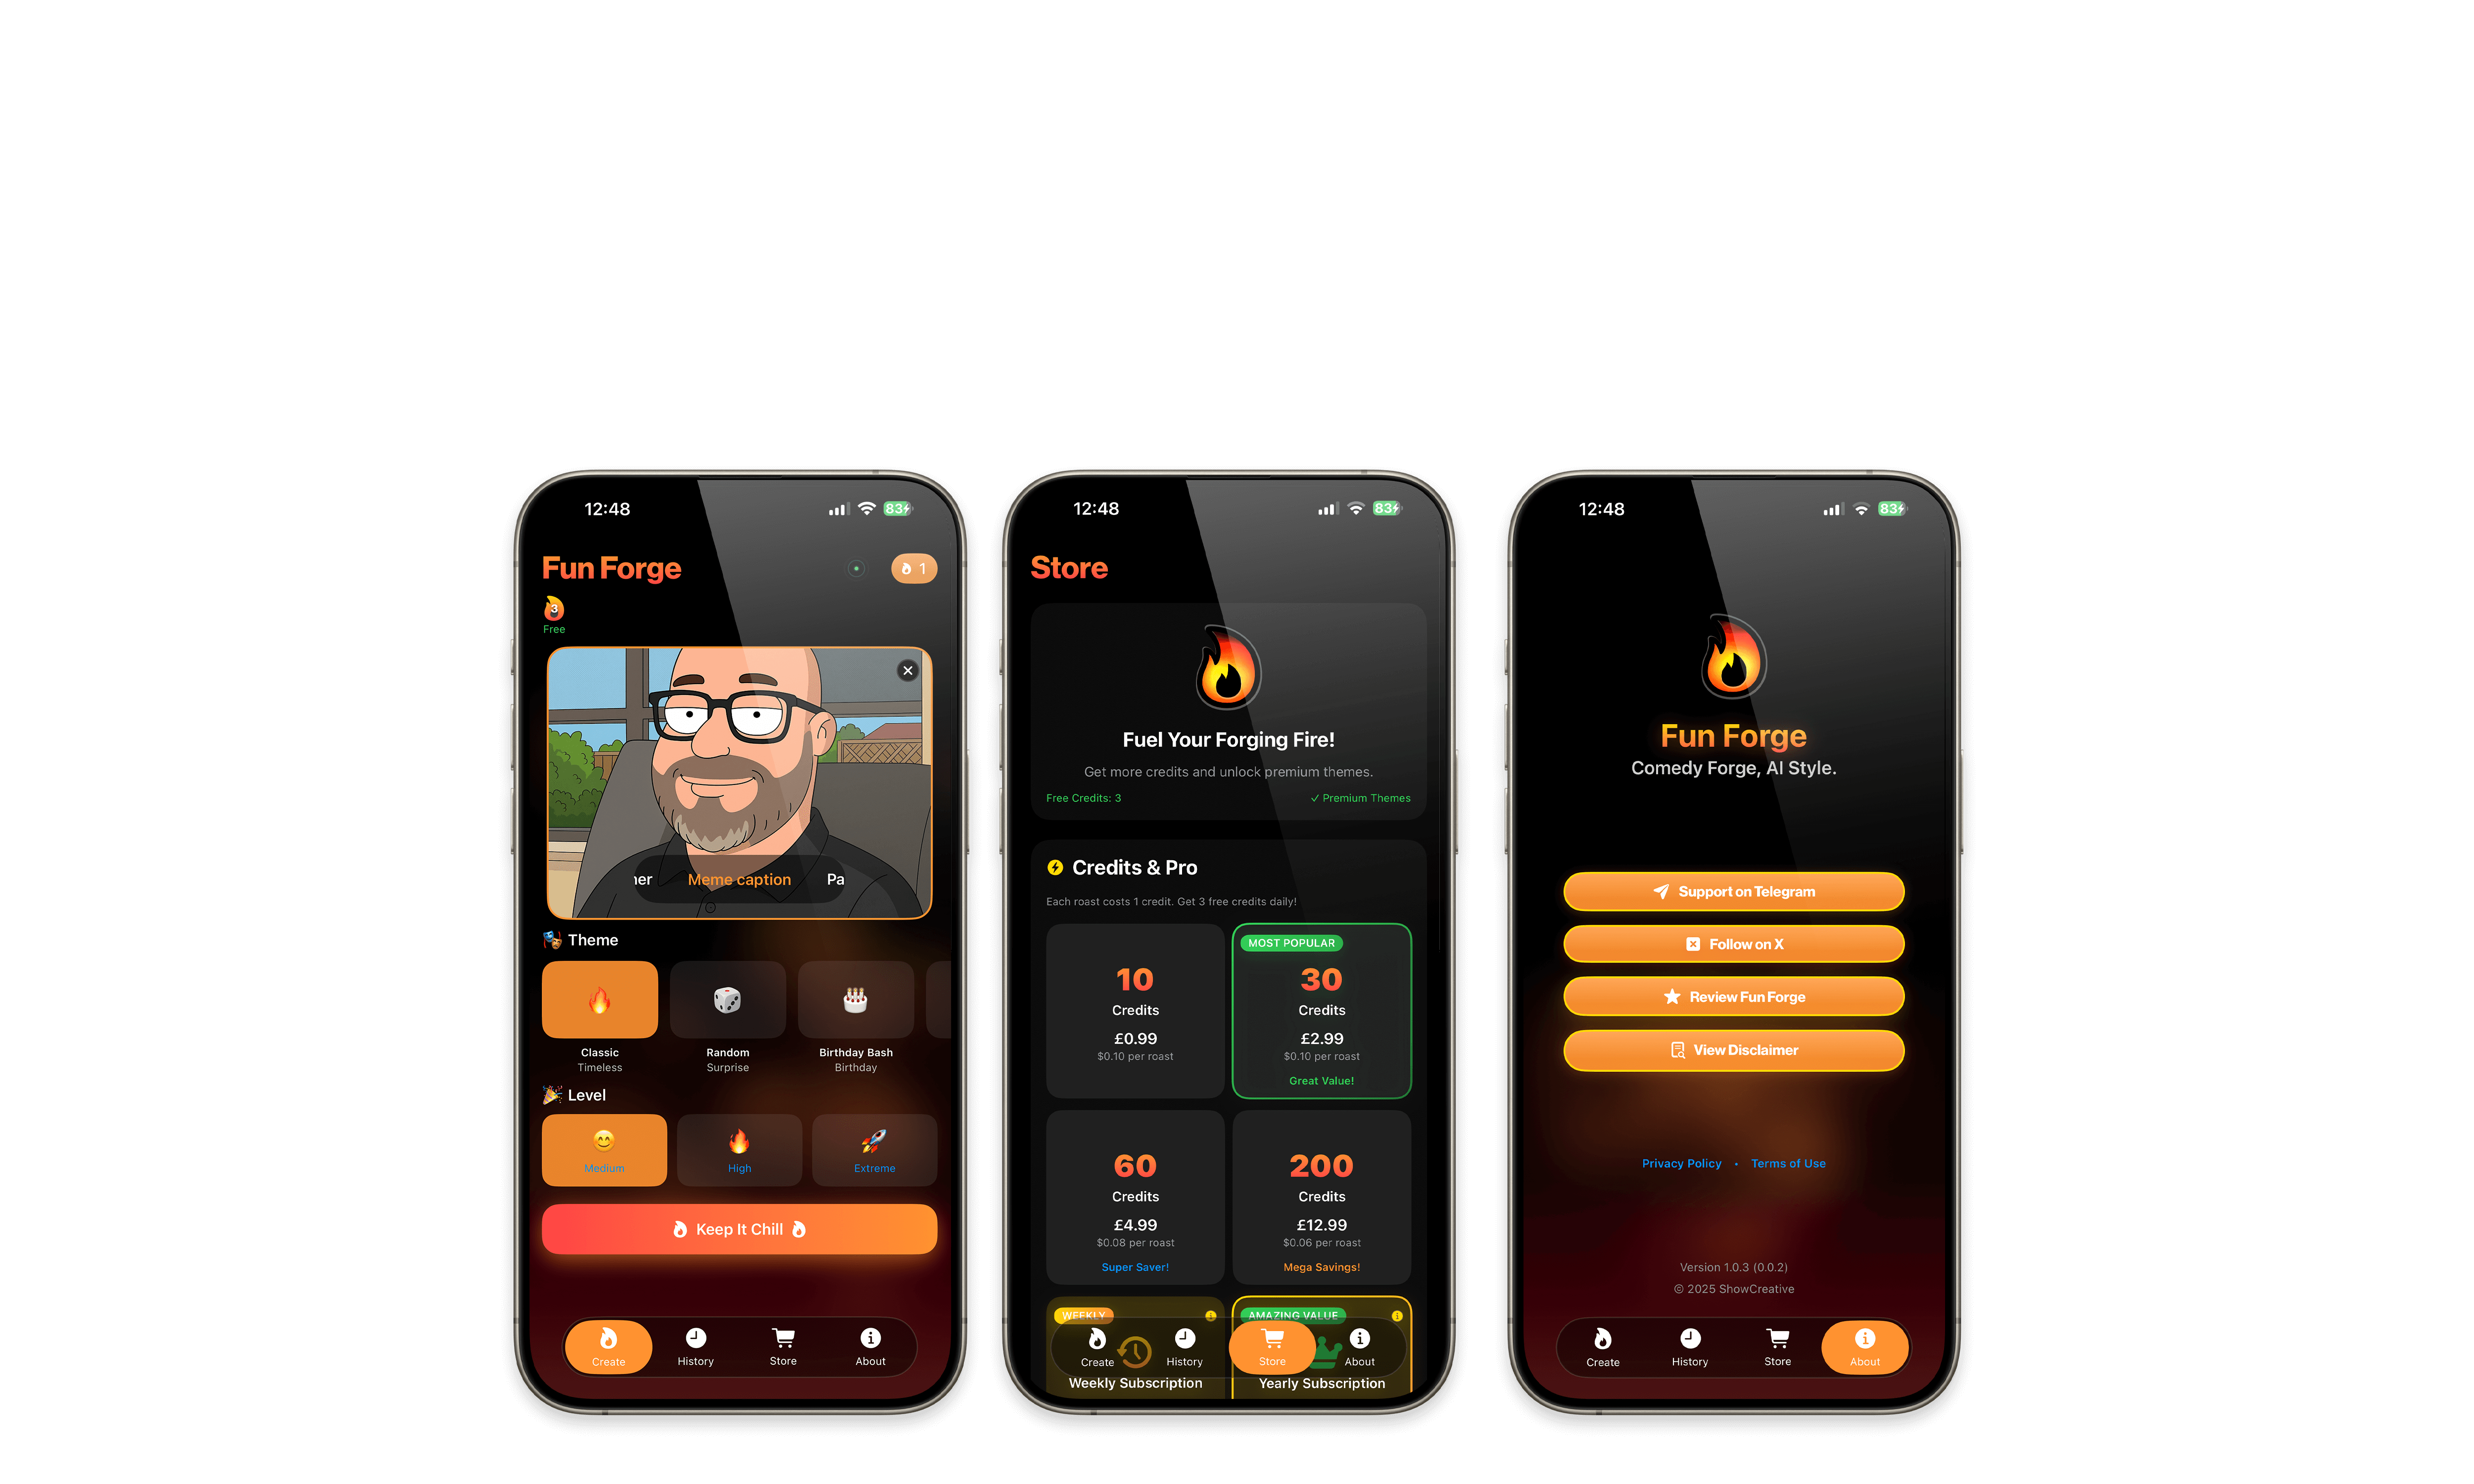 12:48
83
Fun Forge
1
3
Free
ner Meme caption Pa
Theme
Classic
Timeless
Random
Surprise
Birthday Bash
Birthday
Level
Medium
High
Extreme
Keep It Chill
Create
History
Store
About
12:48
83
Store
Fuel Your Forging Fire!
Get more credits and unlock premium themes.
Free Credits: 3
✓ Premium Themes
Credits & Pro
Each roast costs 1 credit. Get 3 free credits daily!
10
Credits
£0.99
$0.10 per roast
MOST POPULAR
30
Credits
£2.99
$0.10 per roast
Great Value!
60
Credits
£4.99
$0.08 per roast
Super Saver!
200
Credits
£12.99
$0.06 per roast
Mega Savings!
WEEKLY
AMAZING VALUE
Create
History
Store
About
Weekly Subscription
Yearly Subscription
12:48
83
Fun Forge
Comedy Forge, AI Style.
Support on Telegram
Follow on X
Review Fun Forge
View Disclaimer
Privacy Policy • Terms of Use
Version 1.0.3 (0.0.2)
© 2025 ShowCreative
Create
History
Store
About